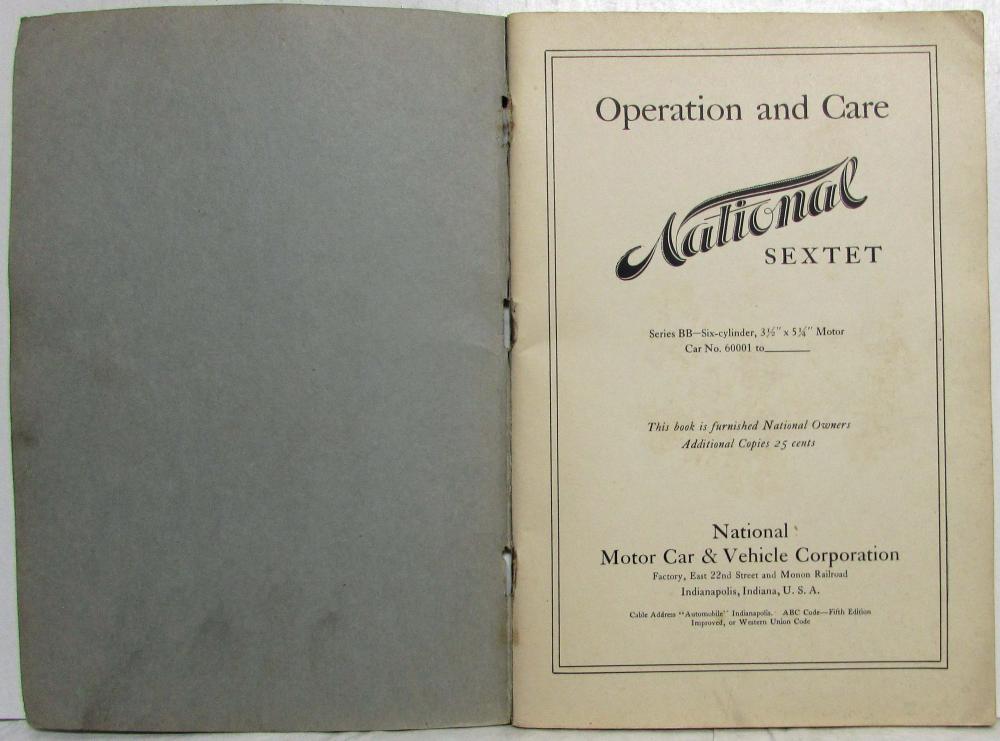 Operation and Care
National
SEXTET
Series BB—Six-cylinder, 3½" x 5¼" Motor
Car No. 60001 to_______
This book is furnished National Owners
Additional Copies 25 cents
National
Motor Car & Vehicle Corporation
Factory, East 22nd Street and Monon Railroad
Indianapolis, Indiana, U. S. A.
Cable Address "Automobile" Indianapolis. ABC Code—Fifth Edition
Improved, or Western Union Code